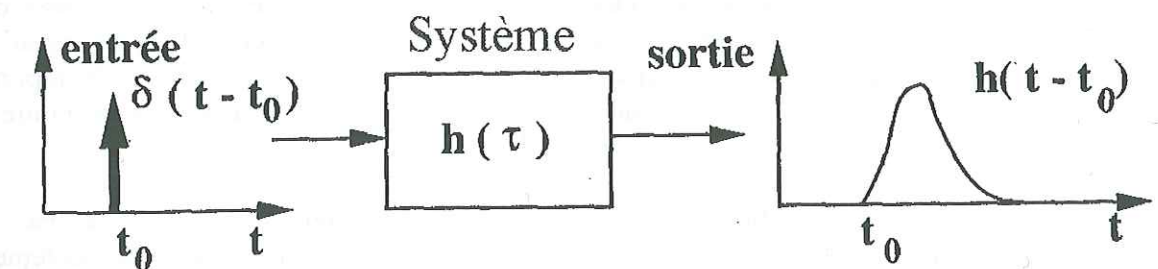 entrée
δ ( t - t₀)
t₀
t
Système
h ( τ )
sortie
h( t - t₀)
t₀
t